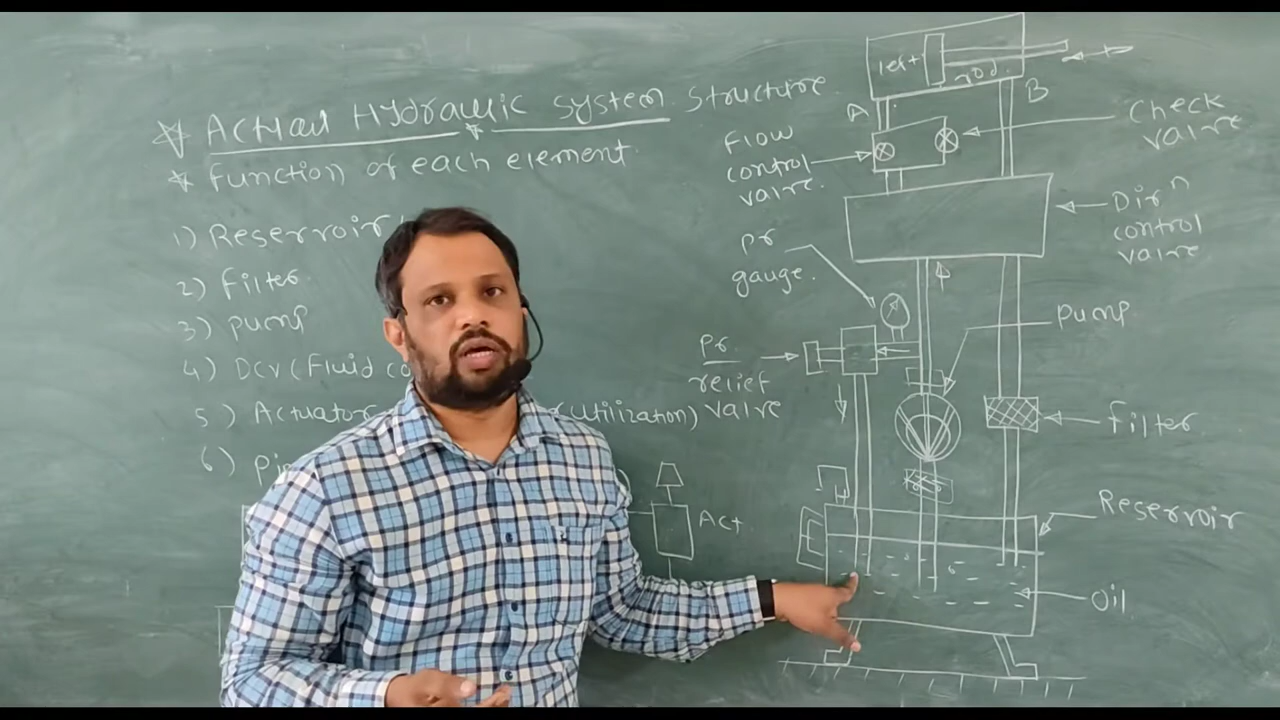 Actual Hydraulic System Structure
* Function of each element.
1) Reservoir
2) Filter
3) Pump
4) DCV (Fluid co
5) Actuator
(utilization)
6) Pi
Act
Flow
control
valve.
pr
gauge.
pr.
relief
valve
A
B
rod.
Check
valve
Dirⁿ
control
valve
Pump
Filter
Reservoir
Oil